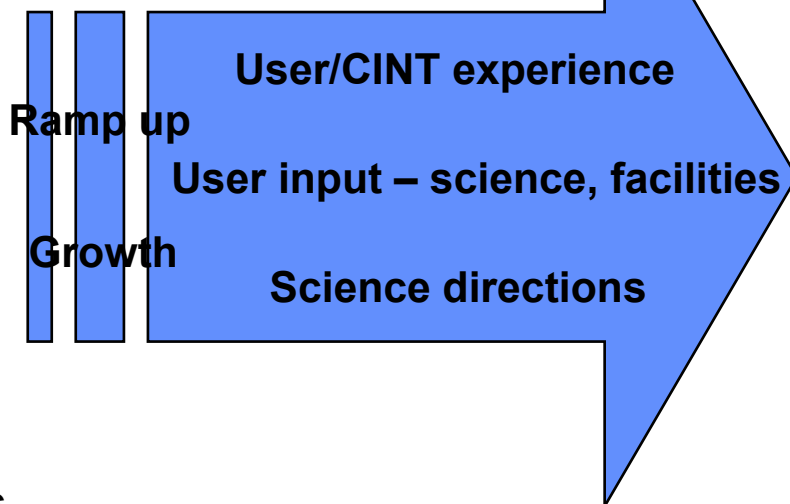 User/CINT experience
Ramp up
User input – science, facilities
Growth
Science directions